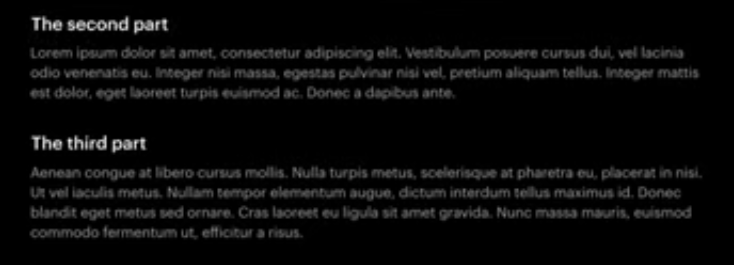 The second part
Lorem ipsum dolor sit amet, consectetur adipiscing elit. Vestibulum posuere cursus dui, vel lacinia
odio venenatis eu. Integer nisi massa, egestas pulvinar nisi vel, pretium aliquam tellus. Integer mattis
est dolor, eget laoreet turpis euismod ac. Donec a dapibus ante.
The third part
Aenean congue at libero cursus mollis. Nulla turpis metus, scelerisque at pharetra eu, placerat in nisi.
Ut vel iaculis metus. Nullam tempor elementum augue, dictum interdum tellus maximus id. Donec
blandit eget metus sed ornare. Cras laoreet eu ligula sit amet gravida. Nunc massa mauris, euismod
commodo fermentum ut, efficitur a risus.